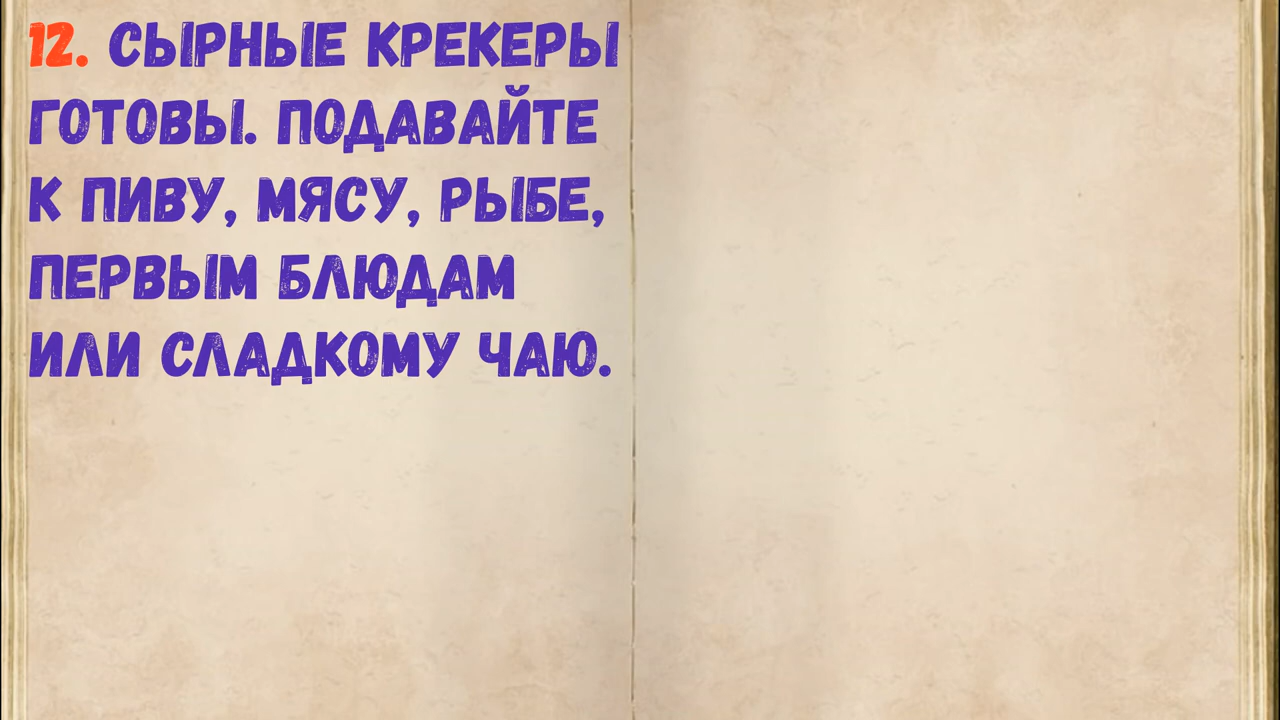 12. СЫРНЫЕ КРЕКЕРЫ
ГОТОВЫ. ПОДАВАЙТЕ
К ПИВУ, МЯСУ, РЫБЕ,
ПЕРВЫМ БЛЮДАМ
ИЛИ СЛАДКОМУ ЧАЮ.